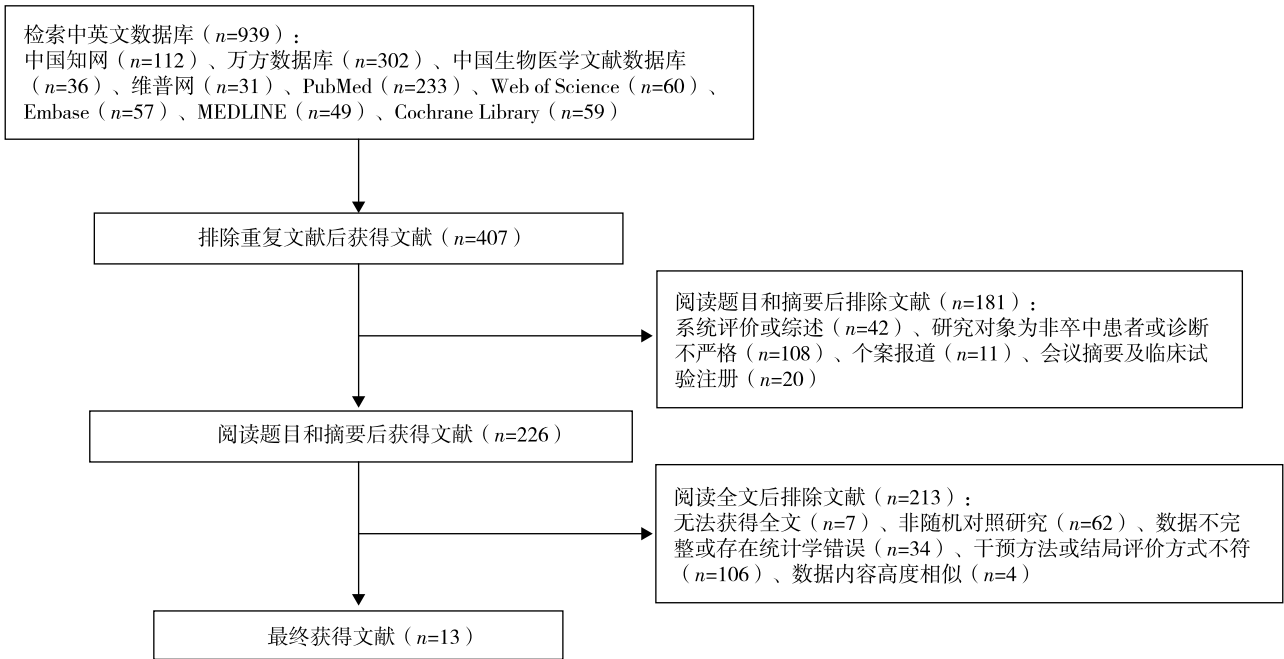 检索中英文数据库（n=939）：
中国知网（n=112）、万方数据库（n=302）、中国生物医学文献数据库
（n=36）、维普网（n=31）、PubMed（n=233）、Web of Science（n=60）、
Embase（n=57）、MEDLINE（n=49）、Cochrane Library（n=59）
排除重复文献后获得文献（n=407）
阅读题目和摘要后排除文献（n=181）：
系统评价或综述（n=42）、研究对象为非卒中患者或诊断
不严格（n=108）、个案报道（n=11）、会议摘要及临床试
验注册（n=20）
阅读题目和摘要后获得文献（n=226）
阅读全文后排除文献（n=213）：
无法获得全文（n=7）、非随机对照研究（n=62）、数据不完
整或存在统计学错误（n=34）、干预方法或结局评价方式不符
（n=106）、数据内容高度相似（n=4）
最终获得文献（n=13）